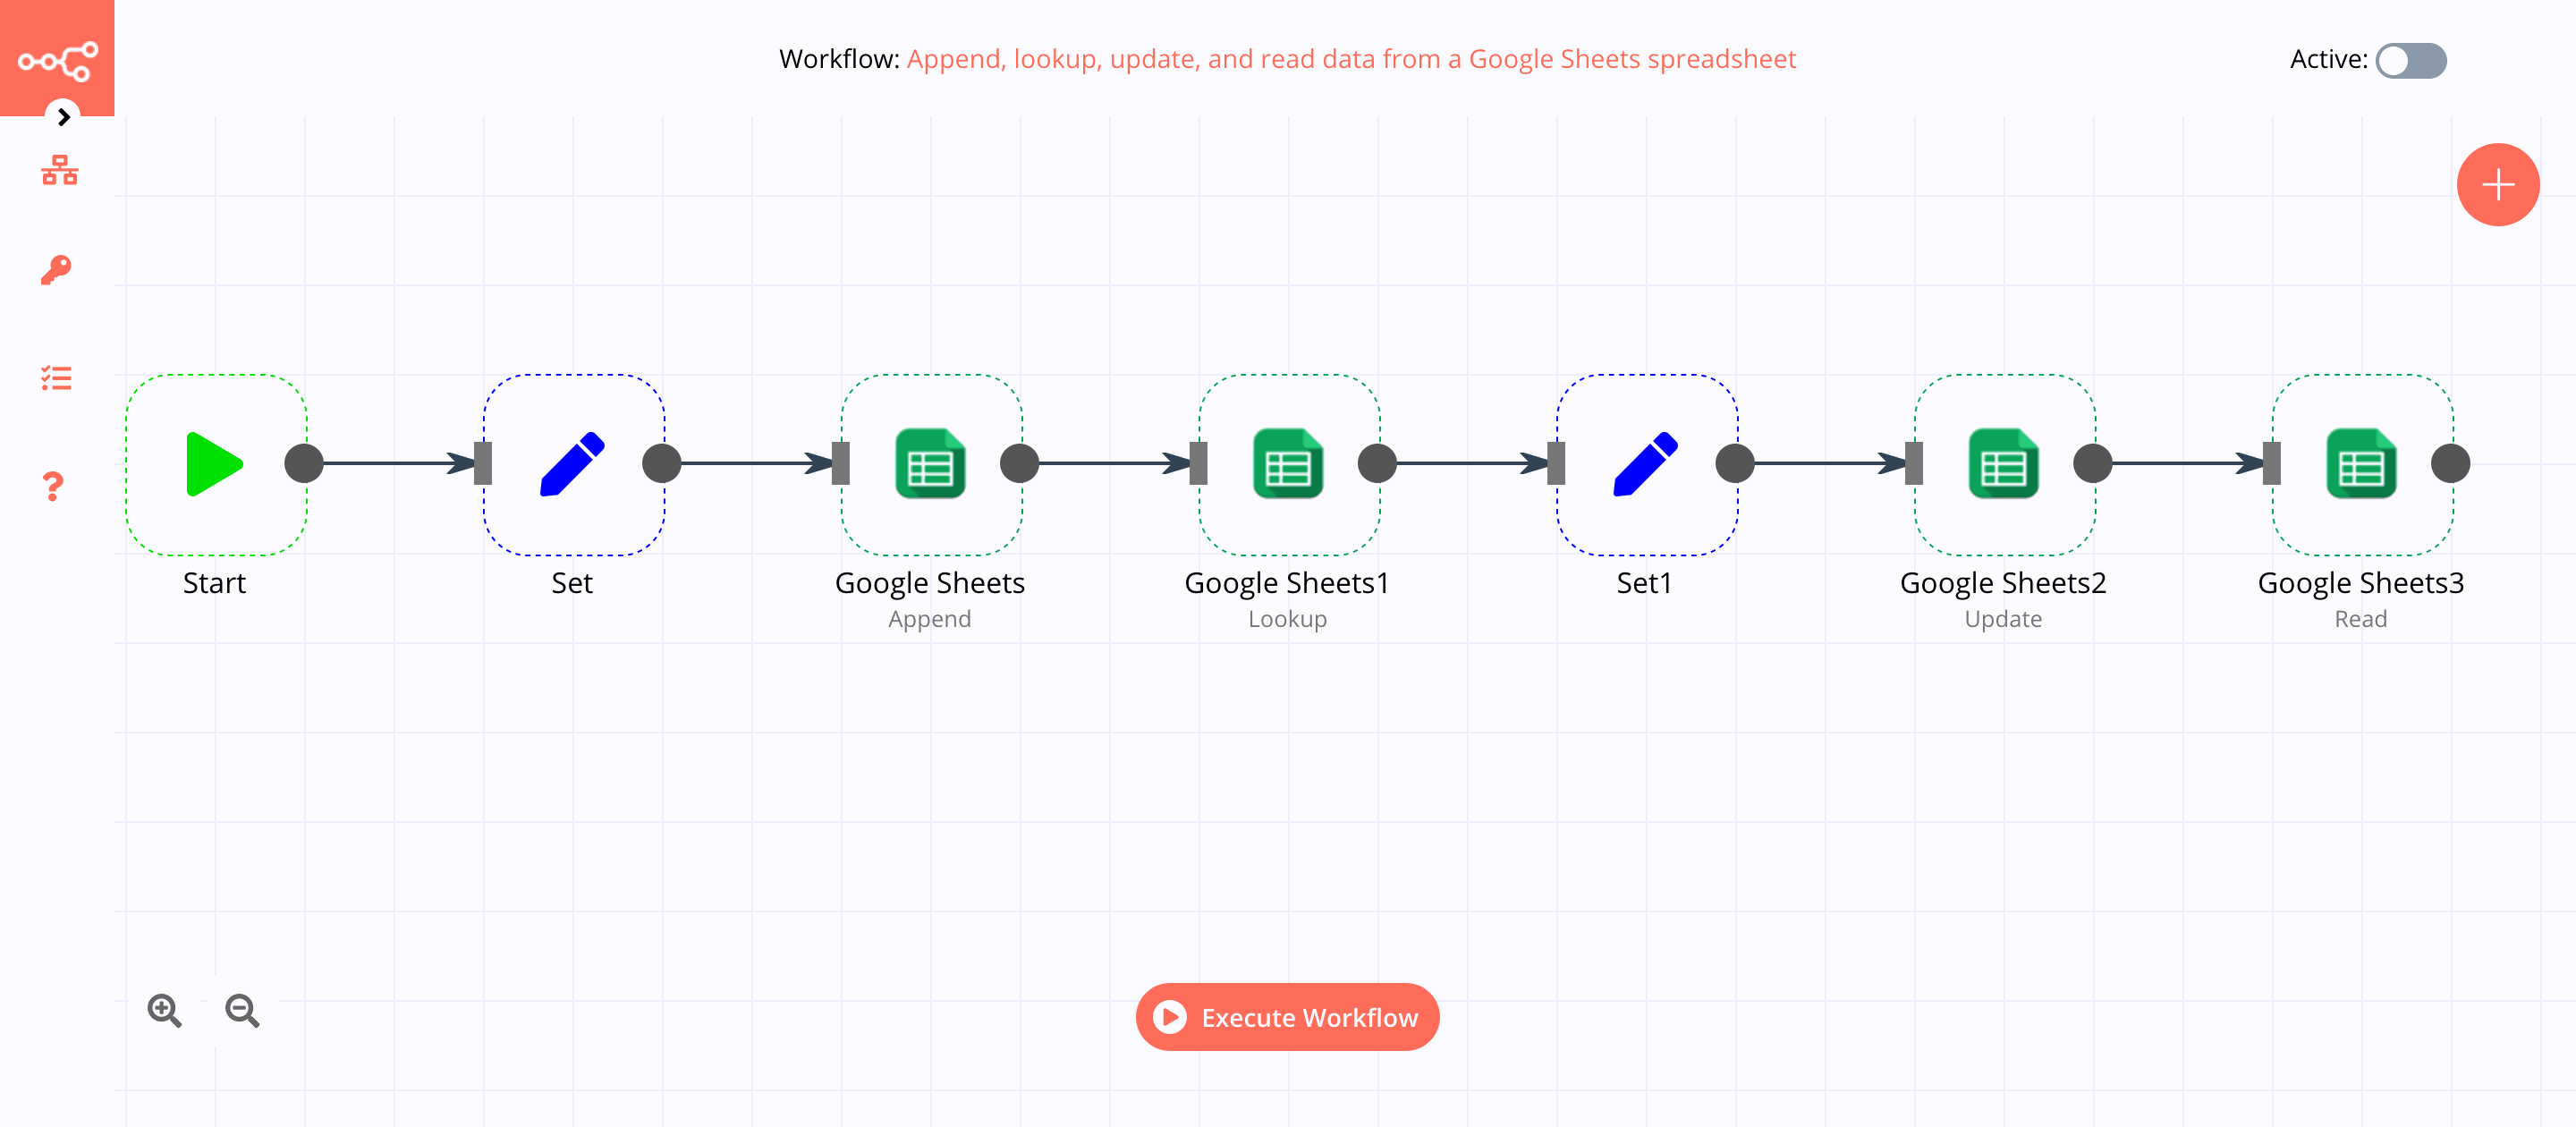 Workflow: Append, lookup, update, and read data from a Google Sheets spreadsheet
Active:
Start
Set
Google Sheets
Append
Google Sheets1
Lookup
Set1
Google Sheets2
Update
Google Sheets3
Read
Execute Workflow